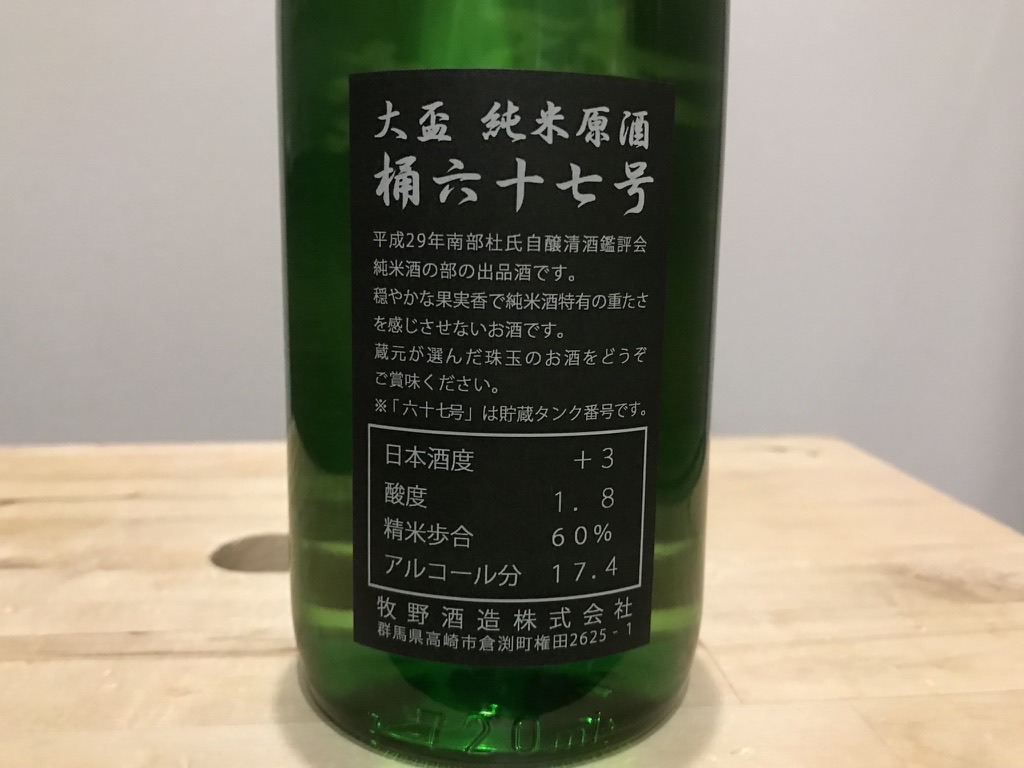 大盃 純米原酒
桶六十七号
平成29年南部杜氏自醸清酒鑑評会
純米酒の部の出品酒です。
穏やかな果実香で純米酒特有の重たさ
を感じさせないお酒です。
蔵元が選んだ珠玉のお酒をどうぞ
ご賞味ください。
※「六十七号」は貯蔵タンク番号です。
日本酒度 +3
酸度 1.8
精米歩合 60%
アルコール分 17.4
牧野酒造株式会社
群馬県高崎市倉渕町権田2625-1
720ml